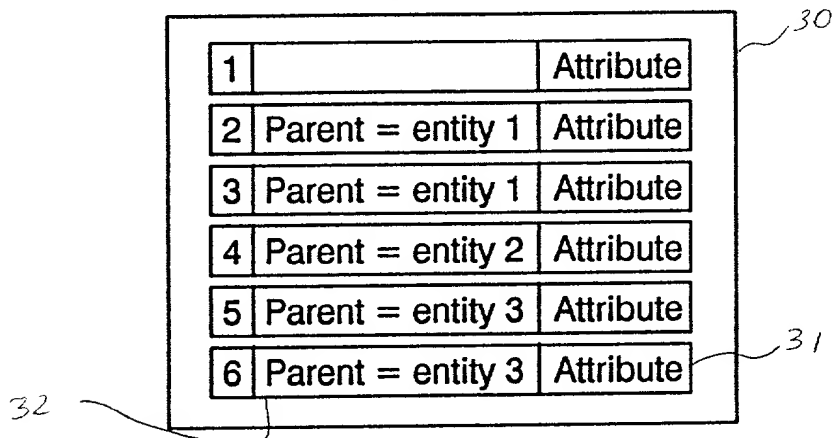 30
1 Attribute
2 Parent = entity 1 Attribute
3 Parent = entity 1 Attribute
4 Parent = entity 2 Attribute
5 Parent = entity 3 Attribute
6 Parent = entity 3 Attribute
31
32